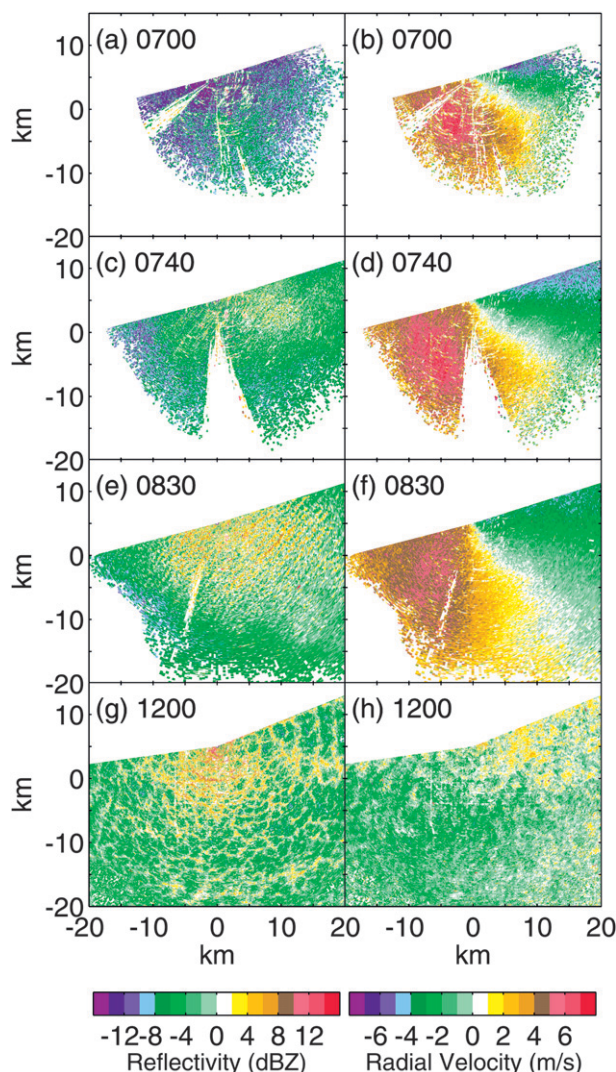 (a) 0700
(b) 0700
10
0
-10
-20
km
(c) 0740
(d) 0740
10
0
-10
-20
km
(e) 0830
(f) 0830
10
0
-10
-20
km
(g) 1200
(h) 1200
10
0
-10
-20
km
-20 -10 0 10 20
-10 0 10 20
km
km
-12 -8 -4 0 4 8 12
-6 -4 -2 0 2 4 6
Reflectivity (dBZ)
Radial Velocity (m/s)